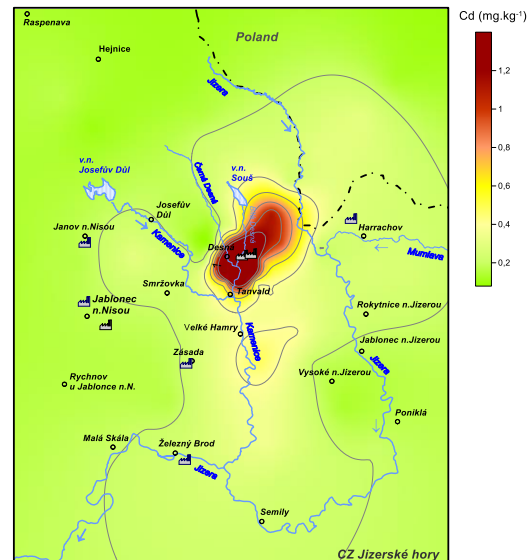 Cd (mg.kg-1)
Raspenava
Poland
Hejnice
1,2
Jizera
1
0,8
v.n.
Josefův Důl
Černá Desná
v.n.
Souš
0,6
Josefův
Důl
Janov n.Nisou
Kamenice
Harrachov
0,4
Desná
Mumlava
0,2
Smržovka
Tanvald
Jablonec
n.Nisou
Rokytnice n.Jizerou
Velké Hamry
Kamenice
Jablonec n.Jizerou
Zásada
Jizera
Rychnov
u Jablonce n.N.
Vysoké n.Jizerou
Poniklá
Malá Skála
Železný Brod
Jizera
Semily
CZ Jizerské hory